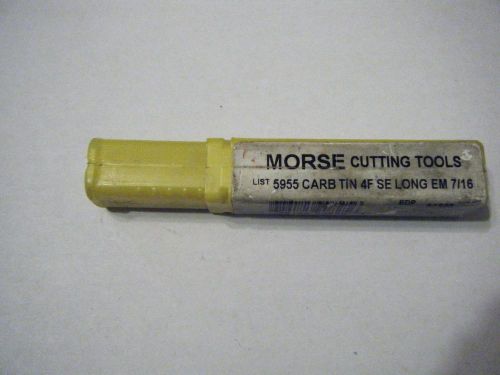 MORSE CUTTING TOOLS
LIST 5955 CARB TIN 4F SE LONG EM 7/16
EDP